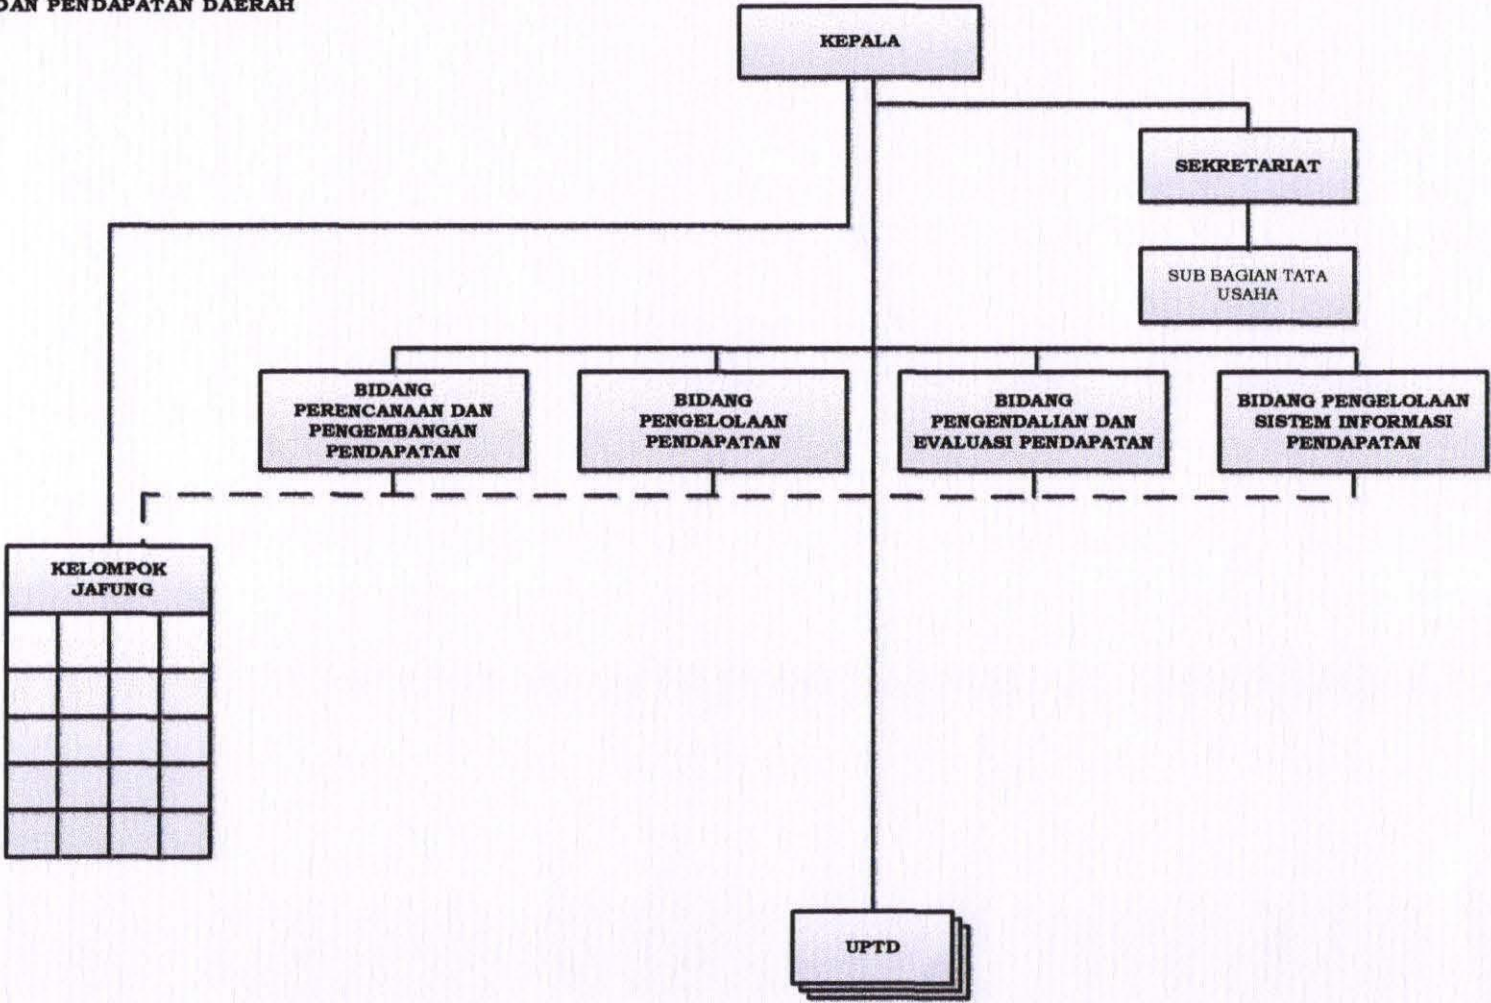 DAN PENDAPATAN DAERAH
KEPALA
SEKRETARIAT
SUB BAGIAN TATA
USAHA
BIDANG
PERENCANAAN DAN
PENGEMBANGAN
PENDAPATAN
BIDANG
PENGELOLAAN
PENDAPATAN
BIDANG
PENGENDALIAN DAN
EVALUASI PENDAPATAN
BIDANG PENGELOLAAN
SISTEM INFORMASI
PENDAPATAN
KELOMPOK
JAFUNG
UPTD